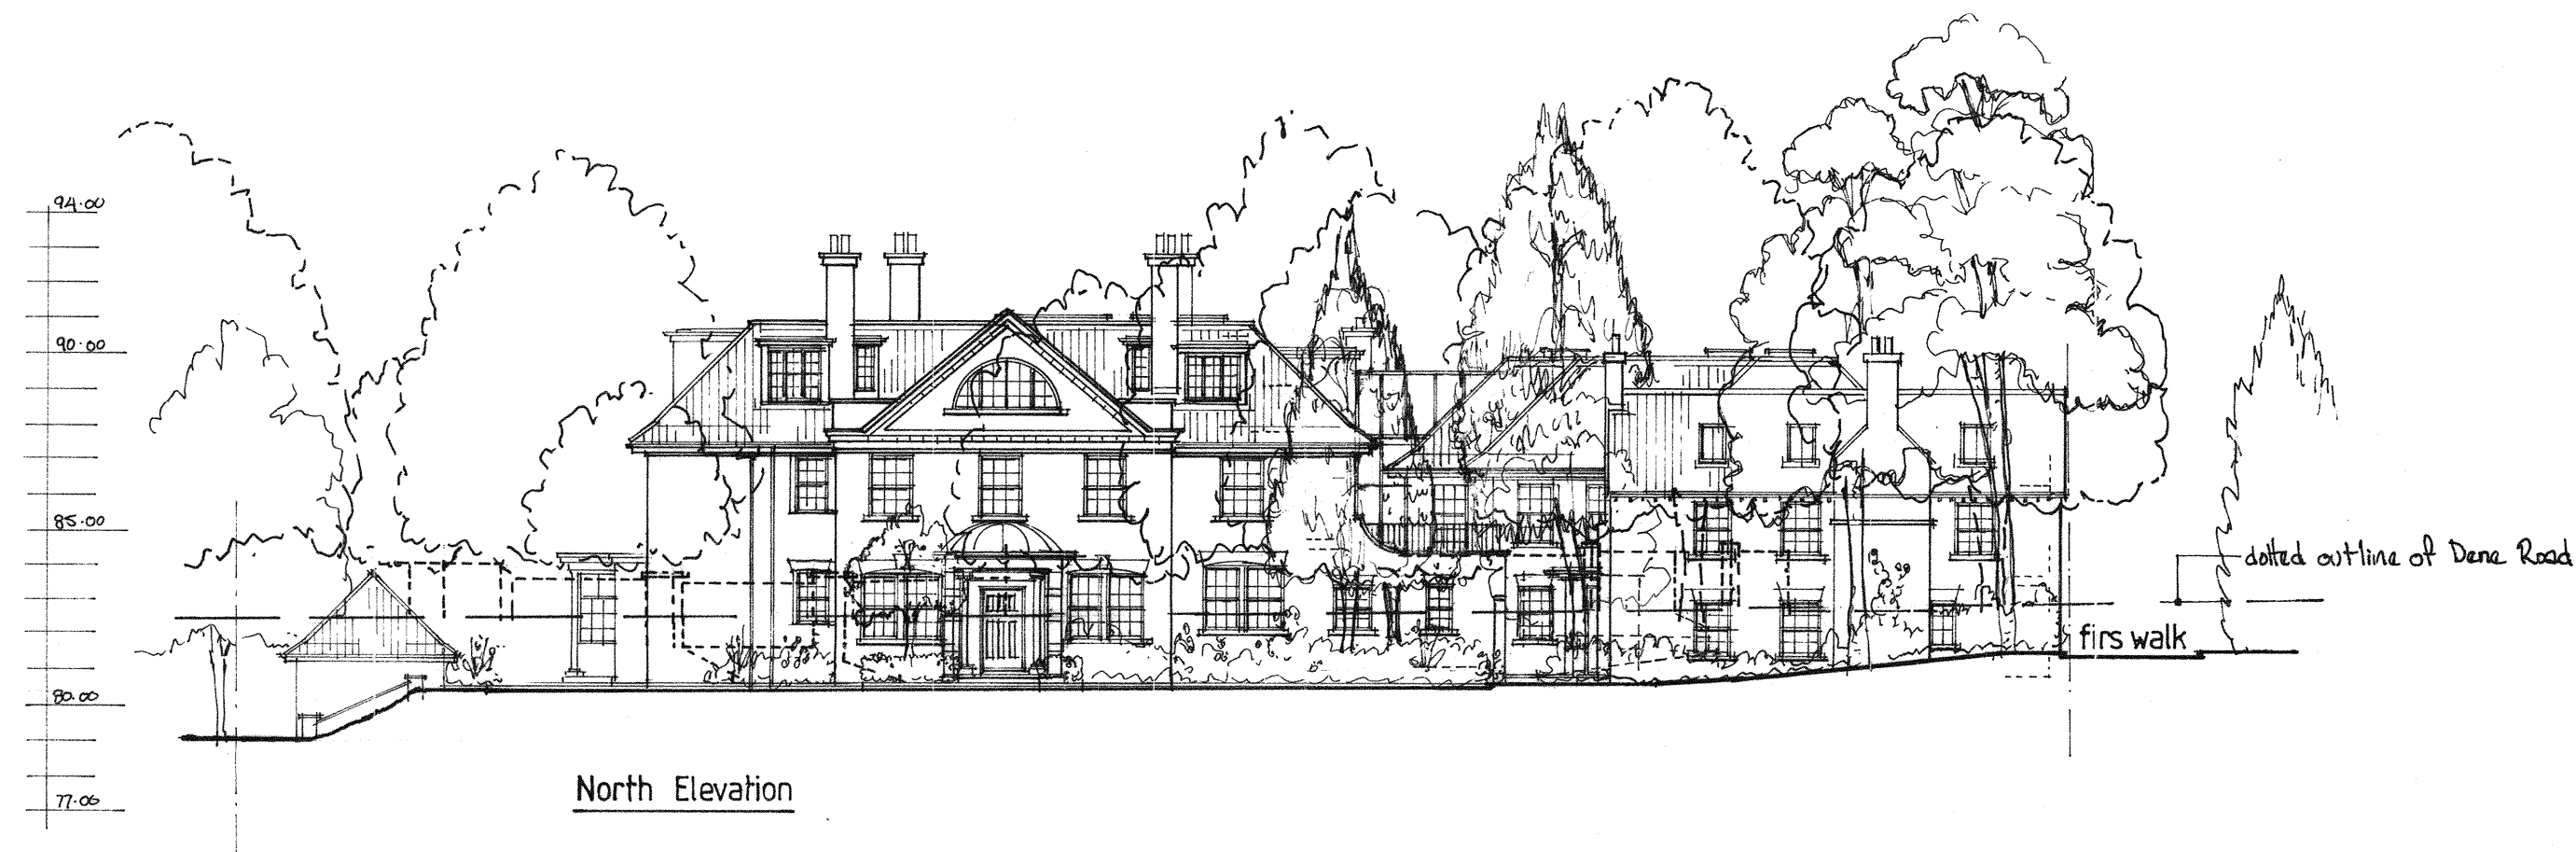 94.00
90.00
85.00
dotted outline of Dene Road
firs walk
80.00
North Elevation
77.00